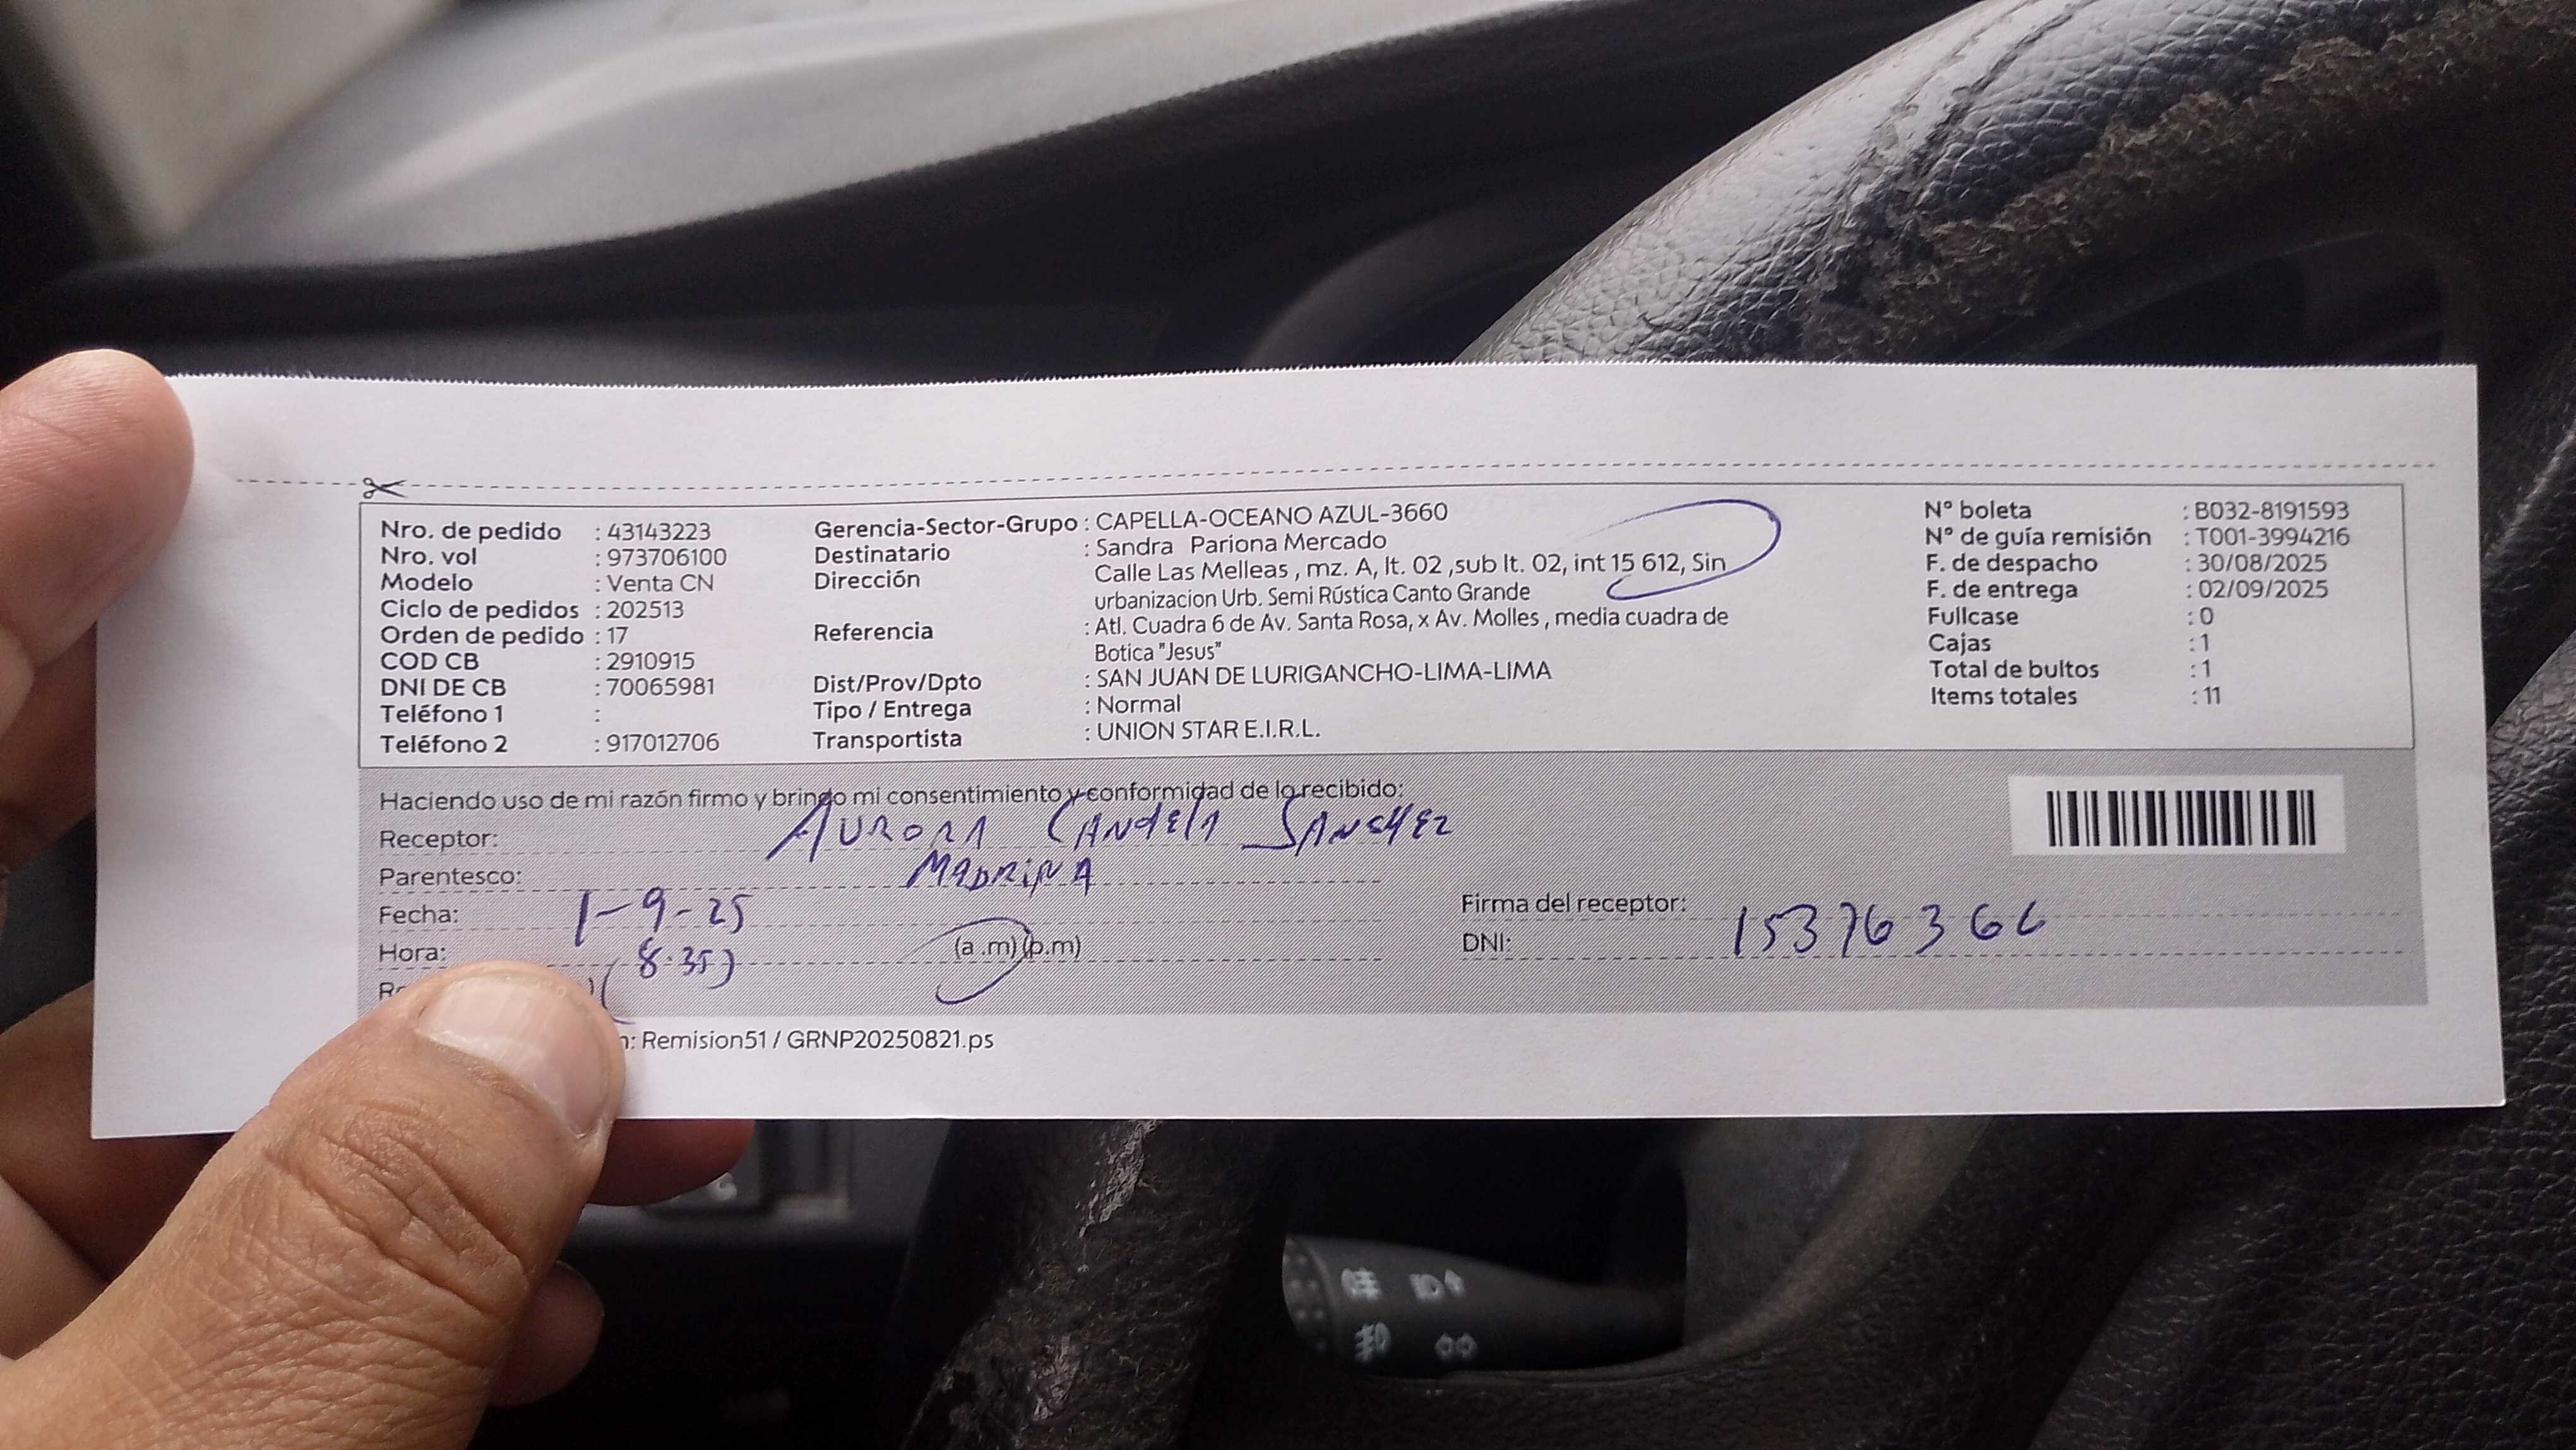 Nro. de pedido : 43143223
Nro. vol : 973706100
Modelo : Venta CN
Ciclo de pedidos : 202513
Orden de pedido : 17
COD CB : 2910915
DNI DE CB : 70065981
Teléfono 1 :
Teléfono 2 : 917012706
Gerencia-Sector-Grupo : CAPELLA-OCEANO AZUL-3660
Destinatario : Sandra Pariona Mercado
Dirección Calle Las Melleas , mz. A, lt. 02 ,sub lt. 02, int 15 612, Sin
urbanizacion Urb. Semi Rústica Canto Grande
Referencia : Atl. Cuadra 6 de Av. Santa Rosa, x Av. Molles , media cuadra de
Botica "Jesus"
Dist/Prov/Dpto : SAN JUAN DE LURIGANCHO-LIMA-LIMA
Tipo / Entrega : Normal
Transportista : UNION STAR E.I.R.L.
N° boleta : B032-8191593
N° de guía remisión : T001-3994216
F. de despacho : 30/08/2025
F. de entrega : 02/09/2025
Fullcase : 0
Cajas : 1
Total de bultos : 1
Items totales : 11
Haciendo uso de mi razón firmo y bringo mi consentimiento y conformidad de lo recibido:
Receptor: AURORA CANDELA SANCHEZ
Parentesco: MADRINA
Fecha: 1-9-25
Hora: (8:35) (a .m) (p.m)
Firma del receptor:
DNI: 15376366
: Remision51 / GRNP20250821.ps